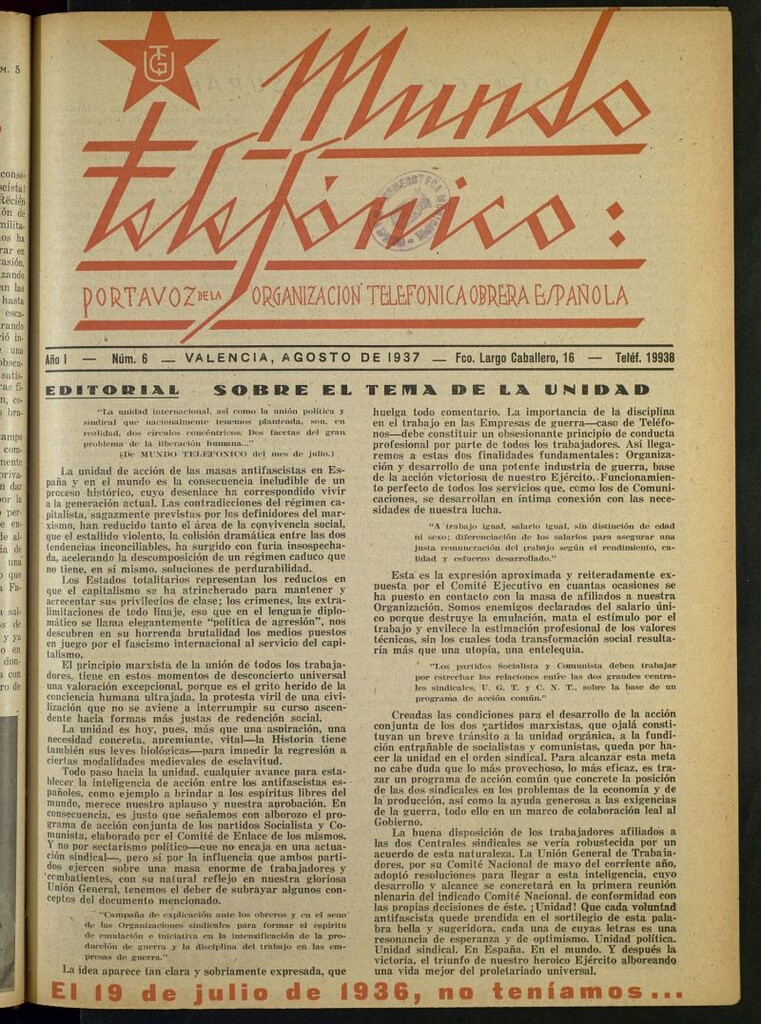 UGT
Mundo
Telefónico:
PORTAVOZ DE LA ORGANIZACION TELEFONICA OBRERA ESPAÑOLA
Año I — Núm. 6 — VALENCIA, AGOSTO DE 1937 — Fco. Largo Caballero, 16 — Teléf. 19938
EDITORIAL SOBRE EL TEMA DE LA UNIDAD
"La unidad internacional, así como la unión política y
sindical que nacionalmente tenemos planteada, son, en
realidad, dos círculos concéntricos. Dos facetas del gran
problema de la liberación humana..."
(De MUNDO TELEFONICO del mes de julio.)
La unidad de acción de las masas antifascistas en Es-
paña y en el mundo es la consecuencia ineludible de un
proceso histórico, cuyo desenlace ha correspondido vivir
a la generación actual. Las contradicciones del régimen ca-
pitalista, sagazmente previstas por los definidores del mar-
xismo, han reducido tanto el área de la convivencia social,
que el estallido violento, la colisión dramática entre las dos
tendencias inconciliables, ha surgido con furia insospecha-
da, acelerando la descomposición de un régimen caduco que
no tiene, en sí mismo, soluciones de perdurabilidad.
Los Estados totalitarios representan los reductos en
que el capitalismo se ha atrincherado para mantener y
acrecentar sus privilegios de clase; los crímenes, las extra-
limitaciones de todo linaje, eso que en el lenguaje diplo-
mático se llama elegantemente "política de agresión", nos
descubren en su horrenda brutalidad los medios puestos
en juego por el fascismo internacional al servicio del capi-
talismo.
El principio marxista de la unión de todos los trabaja-
dores, tiene en estos momentos de desconcierto universal
una valoración excepcional, porque es el grito herido de la
conciencia humana ultrajada, la protesta viril de una civi-
lización que no se aviene a interrumpir su curso ascen-
dente hacia formas más justas de redención social.
La unidad es hoy, pues, más que una aspiración, una
necesidad concreta, apremiante, vital—la Historia tiene
también sus leves biológicas—para impedir la regresión a
ciertas modalidades medievales de esclavitud.
Todo paso hacia la unidad, cualquier avance para esta-
blecer la inteligencia de acción entre los antifascistas es-
pañoles, como ejemplo a brindar a los espíritus libres del
mundo, merece nuestro aplauso y nuestra aprobación. En
consecuencia, es justo que señalemos con alborozo el pro-
grama de acción conjunta de los partidos Socialista y Co-
munista, elaborado por el Comité de Enlace de los mismos.
Y no por sectarismo político—que no encaja en una actua-
ción sindical—, pero sí por la influencia que ambos parti-
dos ejercen sobre una masa enorme de trabajadores y
combatientes, con su natural reflejo en nuestra gloriosa
Unión General, tenemos el deber de subrayar algunos con-
ceptos del documento mencionado.
"Campaña de explicación ante los obreros y en el seno
de las Organizaciones sindicales para formar el espíritu
de emulación e iniciativa en la intensificación de la pro-
ducción de guerra y la disciplina del trabajo en las em-
presas de guerra."
La idea aparece tan clara y sobriamente expresada, que
huelga todo comentario. La importancia de la disciplina
en el trabajo en las Empresas de guerra—caso de Teléfo-
nos—debe constituir un obsesionante principio de conducta
profesional por parte de todos los trabajadores. Así llega-
remos a estas dos finalidades fundamentales: Organiza-
ción y desarrollo de una potente industria de guerra, base
de la acción victoriosa de nuestro Ejército. Funcionamien-
to perfecto de todos los servicios que, como los de Comuni-
caciones, se desarrollan en íntima conexión con las nece-
sidades de nuestra lucha.
"A trabajo igual, salario igual, sin distinción de edad
ni sexo; diferenciación de los salarios para asegurar una
justa remuneración del trabajo según el rendimiento, ca-
lidad y esfuerzo desarrollado."
Esta es la expresión aproximada y reiteradamente ex-
puesta por el Comité Ejecutivo en cuantas ocasiones se
ha puesto en contacto con la masa de afiliados a nuestra
Organización. Somos enemigos declarados del salario úni-
co porque destruye la emulación, mata el estímulo por el
trabajo y envilece la estimación profesional de los valores
técnicos, sin los cuales toda transformación social resulta-
ría más que una utopía, una entelequia.
"Los partidos Socialista y Comunista deben trabajar
por estrechar las relaciones entre las dos grandes centra-
les sindicales, U. G. T. y C. N. T., sobre la base de un
programa de acción común."
Creadas las condiciones para el desarrollo de la acción
conjunta de los dos partidos marxistas, que ojalá consti-
tuyan un breve tránsito a la unidad orgánica, a la fundi-
ción entrañable de socialistas y comunistas, queda por ha-
cer la unidad en el orden sindical. Para alcanzar esta meta
no cabe duda que lo más provechoso, lo más eficaz, es tra-
zar un programa de acción común que concrete la posición
de las dos sindicales en los problemas de la economía y de
la producción, así como la ayuda generosa a las exigencias
de la guerra, todo ello en un marco de colaboración leal al
Gobierno.
La buena disposición de los trabajadores afiliados a
las dos Centrales sindicales se vería robustecida por un
acuerdo de esta naturaleza. La Unión General de Trabaja-
dores, por su Comité Nacional de mayo del corriente año,
adoptó resoluciones para llegar a esta inteligencia, cuyo
desarrollo y alcance se concretará en la primera reunión
plenaria del indicado Comité Nacional, de conformidad con
las propias decisiones de éste. ¡Unidad! Que cada voluntad
antifascista quede prendida en el sortilegio de esta pala-
bra bella y sugeridora, cada una de cuyas letras es una
resonancia de esperanza y de optimismo. Unidad política.
Unidad sindical. En España. En el mundo. Y después la
victoria, el triunfo de nuestro heroico Ejército alboreando
una vida mejor del proletariado universal.
El 19 de julio de 1936, no teníamos...